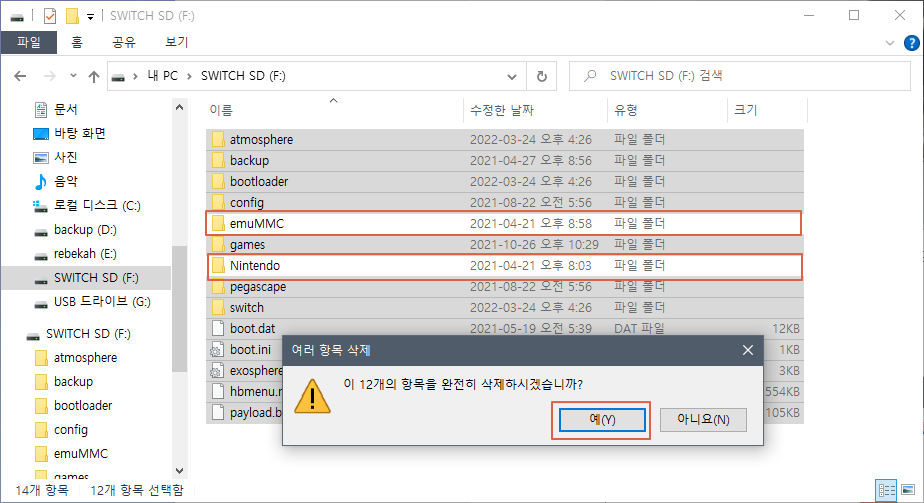 SWITCH SD (F:)
파일 홈 공유 보기
내 PC SWITCH SD (F:) SWITCH SD (F:) 검색
이름 수정한 날짜 유형 크기
문서
바탕 화면
사진
음악
로컬 디스크 (C:)
backup (D:)
rebekah (E:)
SWITCH SD (F:)
USB 드라이브 (G:)
SWITCH SD (F:)
atmosphere
backup
bootloader
config
emuMMC
games
atmosphere 2022-03-24 오후 4:26 파일 폴더
backup 2021-04-27 오후 8:56 파일 폴더
bootloader 2022-03-24 오후 4:26 파일 폴더
config 2021-08-22 오전 5:56 파일 폴더
emuMMC 2021-04-21 오후 8:58 파일 폴더
games 2021-10-26 오후 10:29 파일 폴더
Nintendo 2021-04-21 오후 8:03 파일 폴더
pegascape 2021-08-22 오전 5:56 파일 폴더
switch 2022-03-24 오후 4:26 파일 폴더
boot.dat 2021-05-19 오전 5:39 DAT 파일 12KB
boot.ini 1KB
exosphere 3KB
hbmenu.n 554KB
payload.b 105KB
여러 항목 삭제
이 12개의 항목을 완전히 삭제하시겠습니까?
예(Y) 아니요(N)
14개 항목 12개 항목 선택함